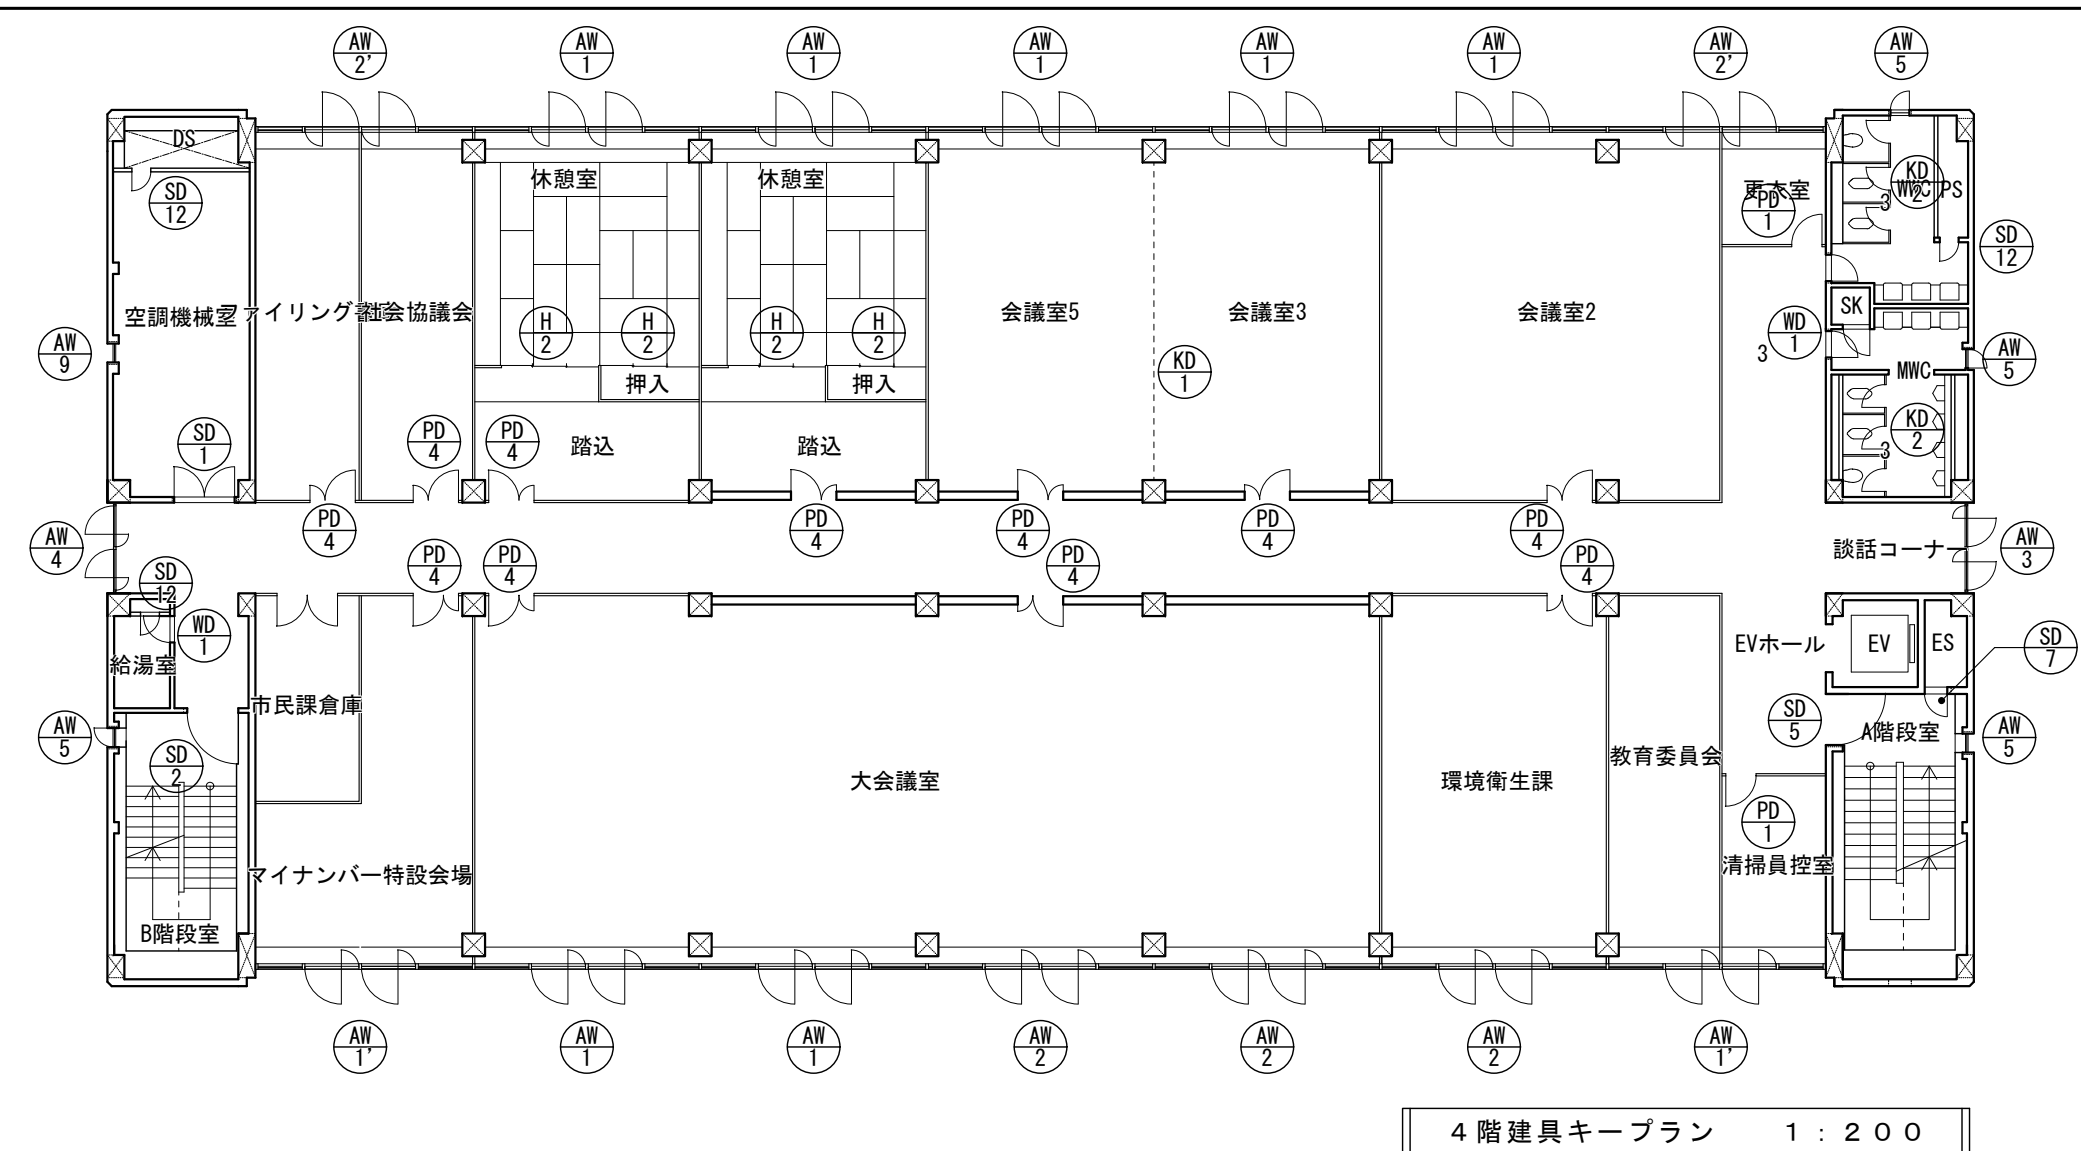 AW 2'
AW 1
AW 1
AW 1
AW 1
AW 1
AW 2'
AW 5
DS
SD 12
休憩室
休憩室
更衣室
PD 1
KD 2
WWC
PS
3
SD 12
空調機械室
ファイリング書庫
社会協議会
H 2
H 2
H 2
H 2
会議室5
会議室3
会議室2
SK
WD 1
3
AW 9
KD 1
AW 5
押入
押入
MWC
SD 1
PD 4
PD 4
踏込
踏込
KD 2
3
PD 4
PD 4
PD 4
PD 4
PD 4
AW 4
談話コーナー
AW 3
SD 12
PD 4
PD 4
PD 4
PD 4
WD 1
給湯室
EVホール
EV
ES
SD 7
市民課倉庫
AW 5
SD 5
A階段室
AW 5
SD 2
大会議室
環境衛生課
教育委員会
PD 1
マイナンバー特設会場
清掃員控室
B階段室
AW 1'
AW 1
AW 1
AW 2
AW 2
AW 2
AW 1'
4階建具キープラン 1:200